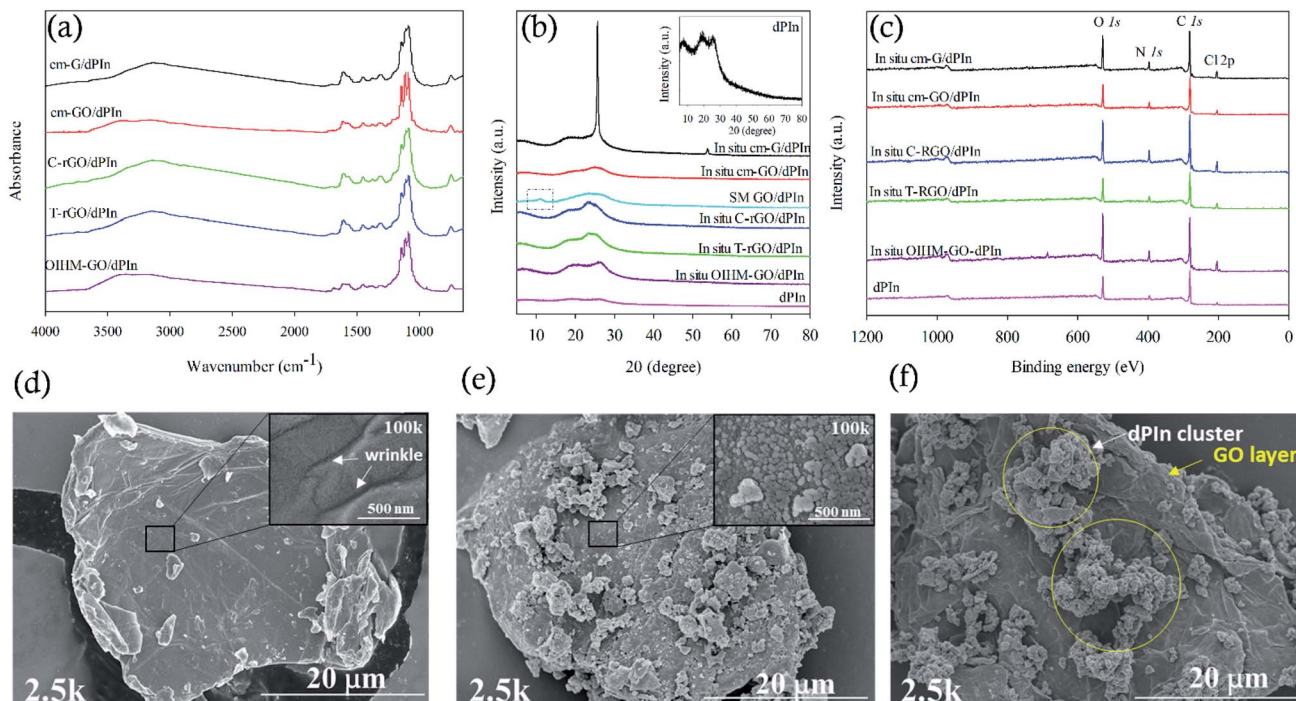 (a)
cm-G/dPIn
cm-GO/dPIn
C-rGO/dPIn
T-rGO/dPIn
OIHM-GO/dPIn
Absorbance
4000 3500 3000 2500 2000 1500 1000
Wavenumber (cm-1)
(b)
dPIn
Intensity (a.u.)
0 10 20 30 40 50 60 70 80
20 (degree)
In situ cm-G/dPIn
In situ cm-GO/dPIn
SM GO/dPIn
In situ C-rGO/dPIn
In situ T-rGO/dPIn
In situ OIHM-GO/dPIn
dPIn
Intensity (a.u.)
10 20 30 40 50 60 70 80
20 (degree)
(c)
O 1s
C 1s
N 1s
Cl2p
In situ cm-G/dPIn
In situ cm-GO/dPIn
In situ C-RGO/dPIn
In situ T-RGO/dPIn
In situ OIHM-GO-dPIn
dPIn
Intensity (a.u.)
1200 1000 800 600 400 200 0
Binding energy (eV)
(d)
100k
wrinkle
500 nm
2.5k
20 μm
(e)
100k
500 nm
2.5k
20 μm
(f)
dPIn cluster
GO layer
2.5k
20 μm